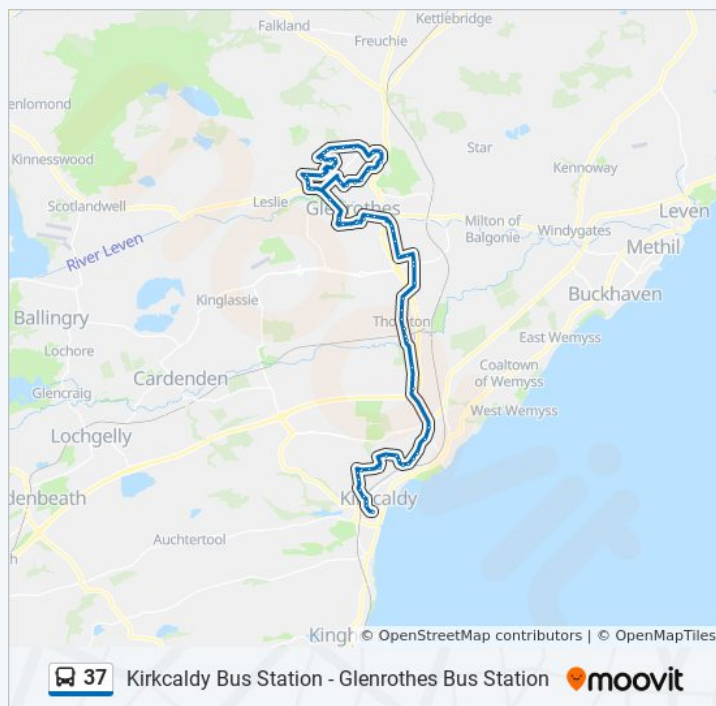 Kettlebridge
Falkland
Freuchie
enlomond
Kinnesswood
Star
Kennoway
Scotlandwell
Leslie
Glenrothes
Leven
Milton of
Balgonie
Windygates
River Leven
Methil
Kinglassie
Buckhaven
Ballingry
Thornton
Lochore
East Wemyss
Cardenden
Coaltown
of Wemyss
Glencraig
West Wemyss
Lochgelly
Kirkcaldy
denbeath
Auchtertool
h
Kingh
© OpenStreetMap contributors | © OpenMapTiles
37 Kirkcaldy Bus Station - Glenrothes Bus Station moovit